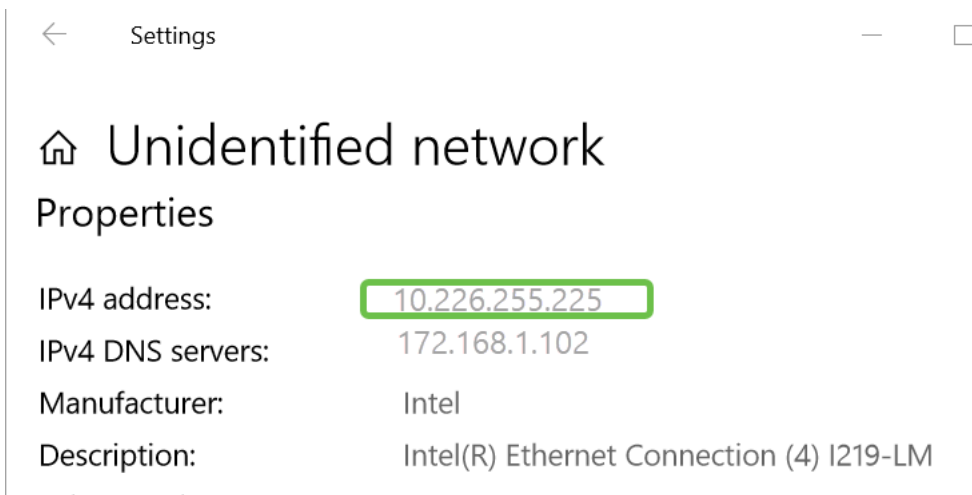 Settings
Unidentified network
Properties
IPv4 address: 10.226.255.225
IPv4 DNS servers: 172.168.1.102
Manufacturer: Intel
Description: Intel(R) Ethernet Connection (4) I219-LM